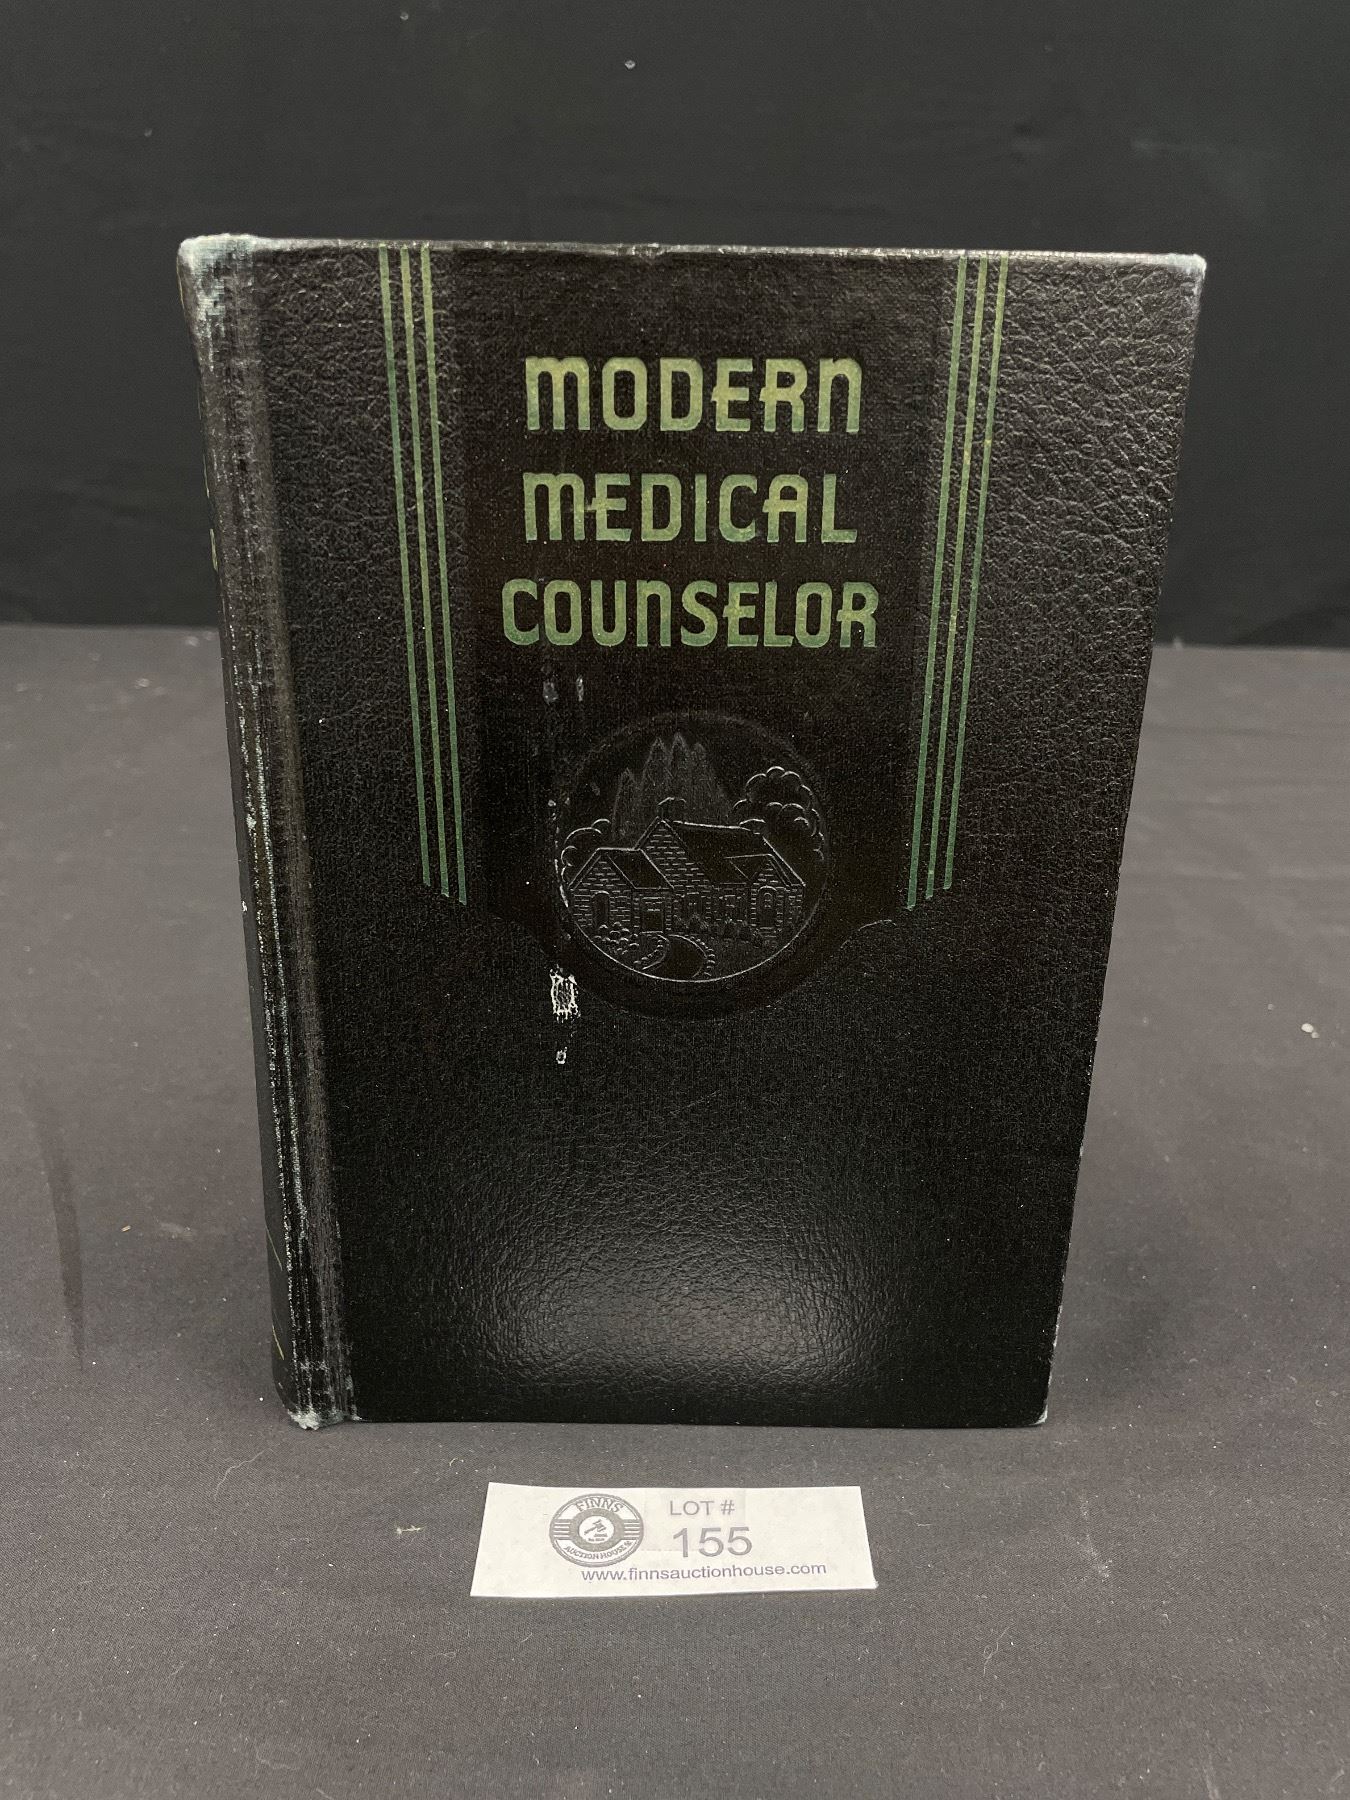 MODERN
MEDICAL
COUNSELOR
FINNS
AUCTION HOUSE
LOT #
155
www.finnsauctionhouse.com